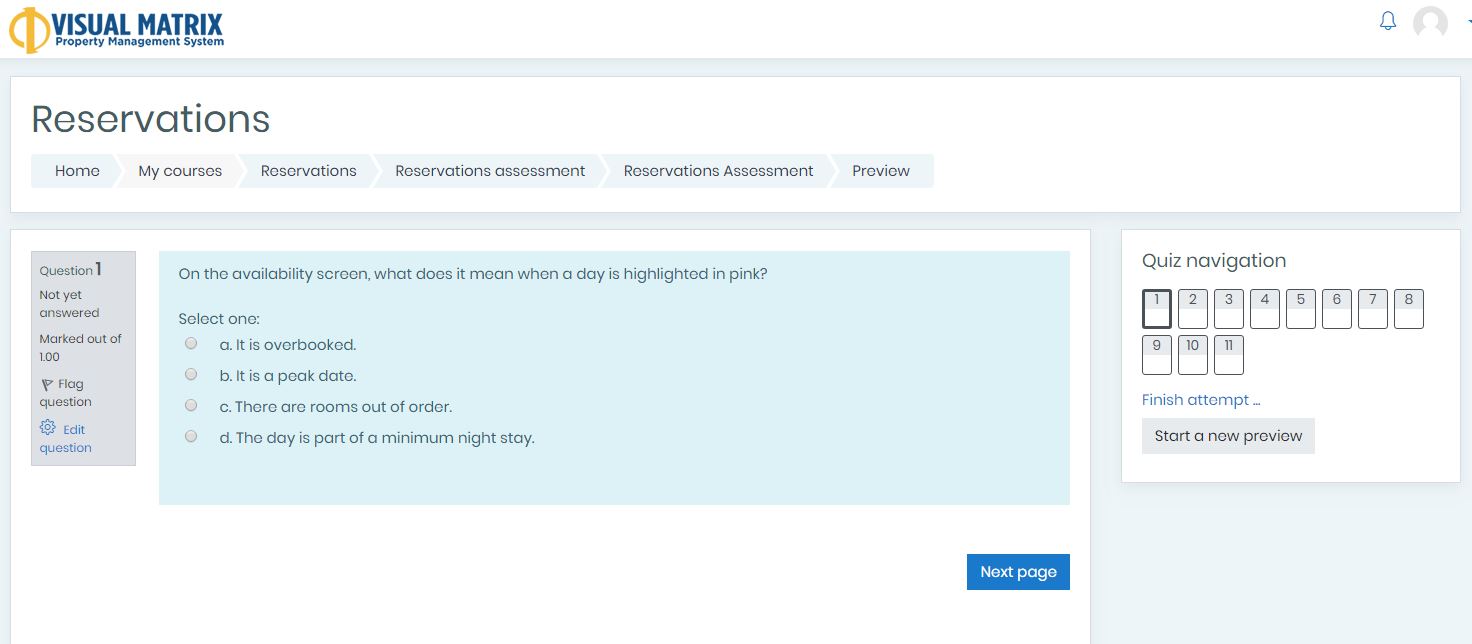 VISUAL MATRIX
Property Management System
Reservations
Home
My courses
Reservations
Reservations assessment
Reservations Assessment
Preview
Question 1
Not yet
answered
Marked out of
1.00
Flag
question
Edit
question
On the availability screen, what does it mean when a day is highlighted in pink?
Select one:
a. It is overbooked.
b. It is a peak date.
c. There are rooms out of order.
d. The day is part of a minimum night stay.
Next page
Quiz navigation
1 2 3 4 5 6 7 8
9 10 11
Finish attempt ...
Start a new preview